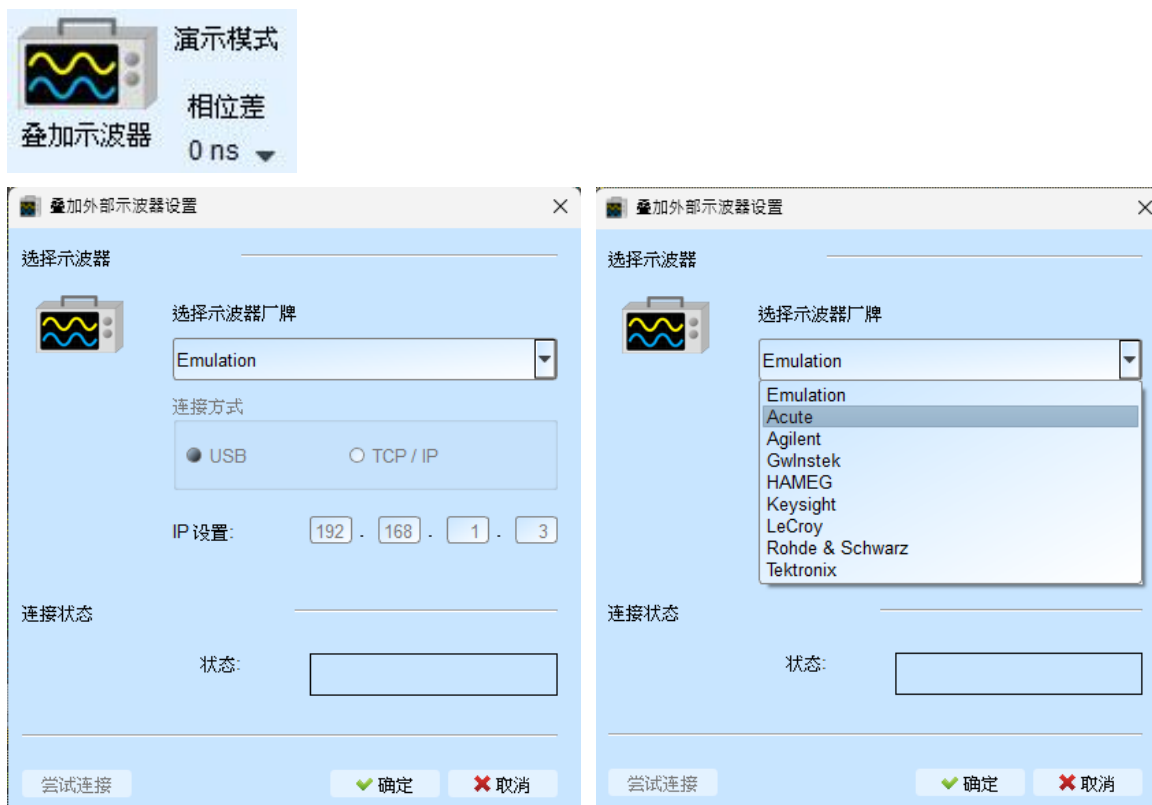 演示模式
相位差
叠加示波器
0 ns
叠加外部示波器设置
选择示波器
选择示波器厂牌
Emulation
连接方式
USB
TCP / IP
IP 设置: 192 . 168 . 1 . 3
连接状态
状态:
尝试连接
确定
取消
叠加外部示波器设置
选择示波器
选择示波器厂牌
Emulation
Emulation
Acute
Agilent
GwInstek
HAMEG
Keysight
LeCroy
Rohde & Schwarz
Tektronix
连接状态
状态:
尝试连接
确定
取消